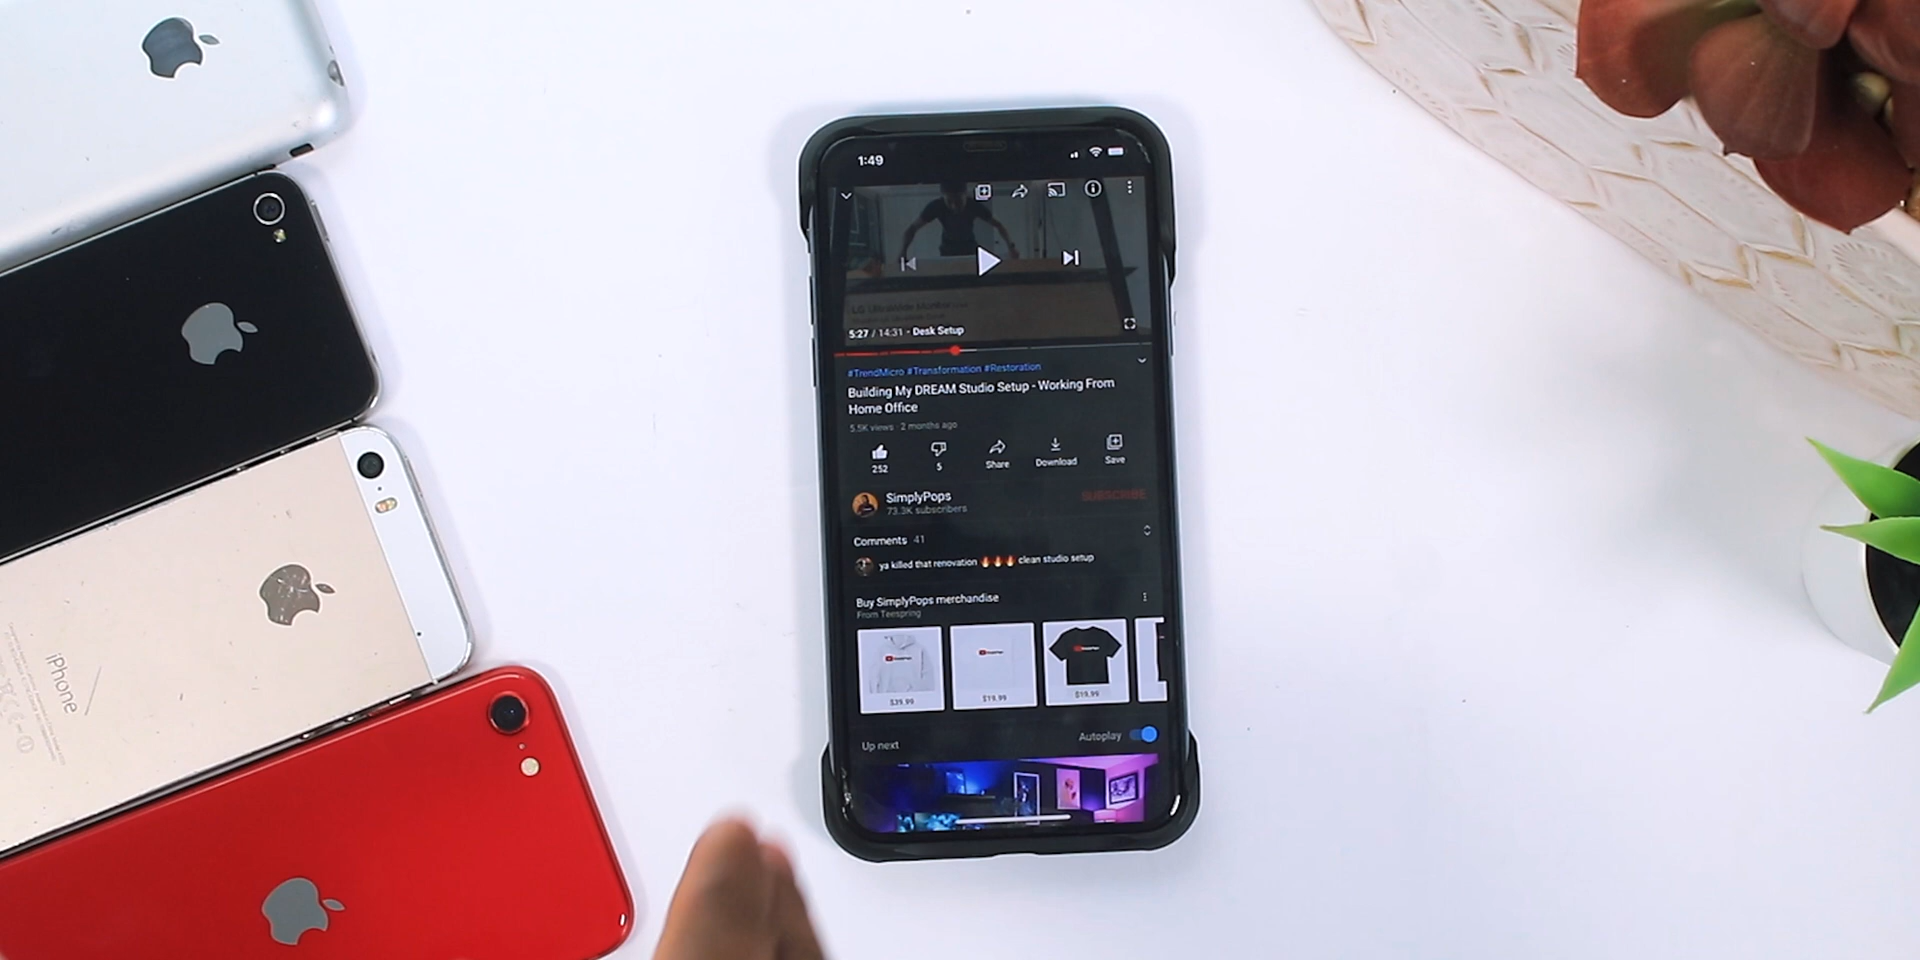 1:49
LG UltraWide Monitor
5:27 / 14:31 - Desk Setup
#TrendMicro #Transformation #Restoration
Building My DREAM Studio Setup - Working From
Home Office
5.5K views · 2 months ago
252
5
Share
Download
Save
SimplyPops
73.3K subscribers
SUBSCRIBE
Comments 41
ya killed that renovation 🔥🔥🔥 clean studio setup
Buy SimplyPops merchandise
From Teespring
$39.99
$19.99
$19.99
Up next
Autoplay
iPhone